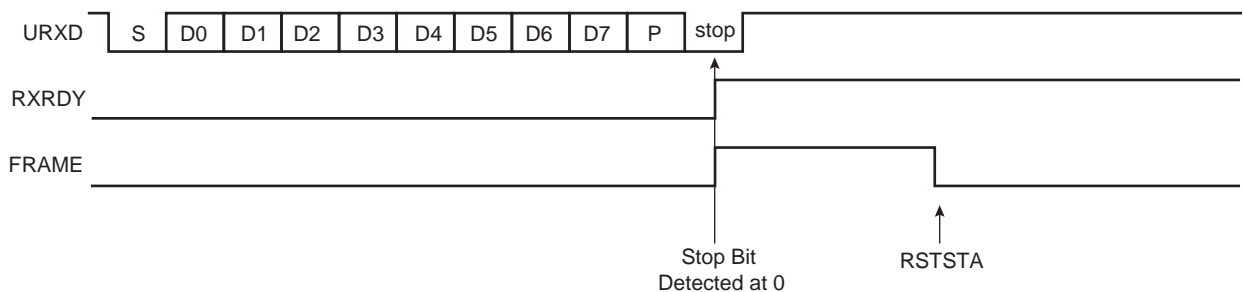 URXD S D0 D1 D2 D3 D4 D5 D6 D7 P stop
RXRDY
FRAME
Stop Bit
Detected at 0
RSTSTA